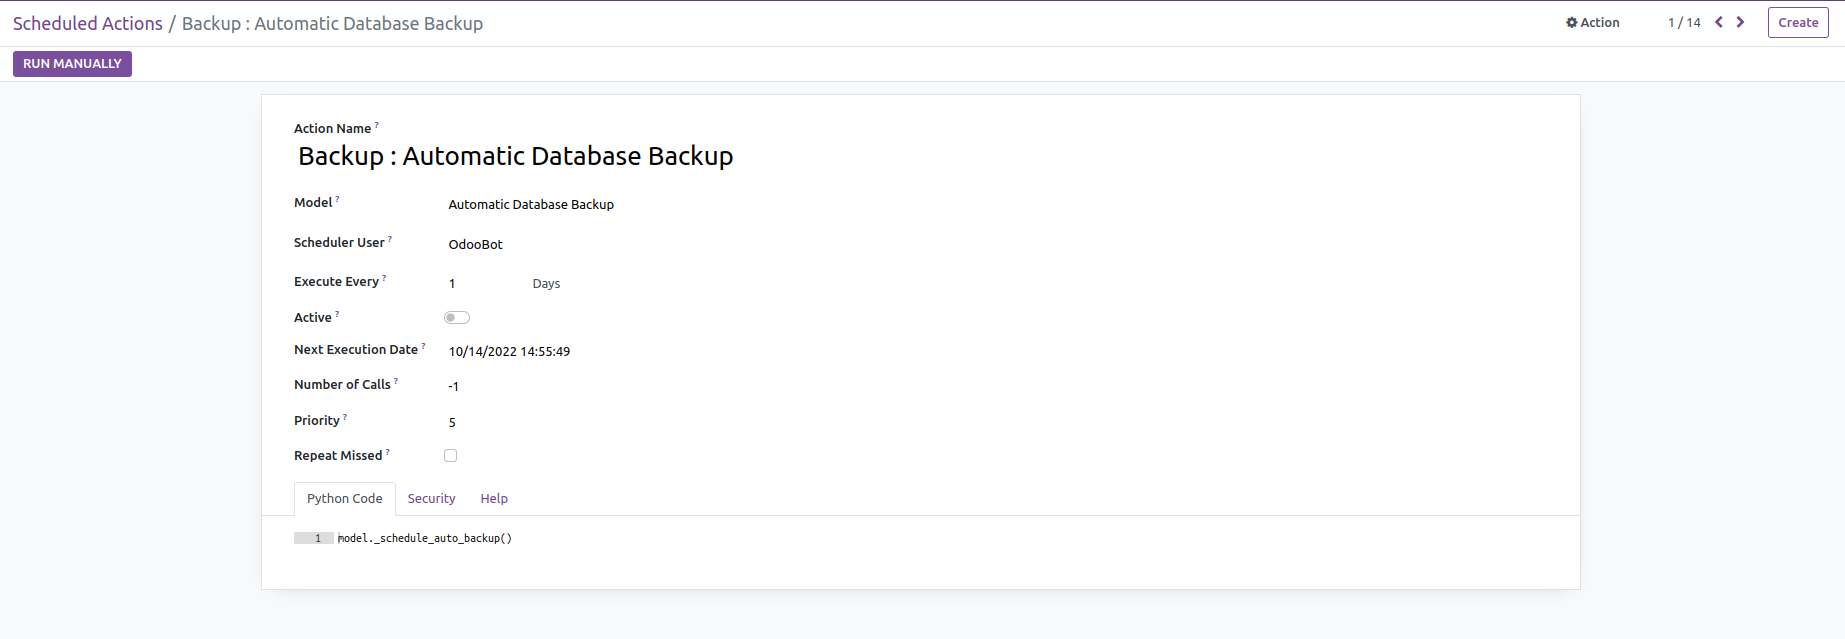 Scheduled Actions / Backup : Automatic Database Backup
Action 1 / 14 Create
RUN MANUALLY
Action Name ?
Backup : Automatic Database Backup
Model ? Automatic Database Backup
Scheduler User ? OdooBot
Execute Every ? 1 Days
Active ?
Next Execution Date ? 10/14/2022 14:55:49
Number of Calls ? -1
Priority ? 5
Repeat Missed ?
Python Code Security Help
1 model._schedule_auto_backup()